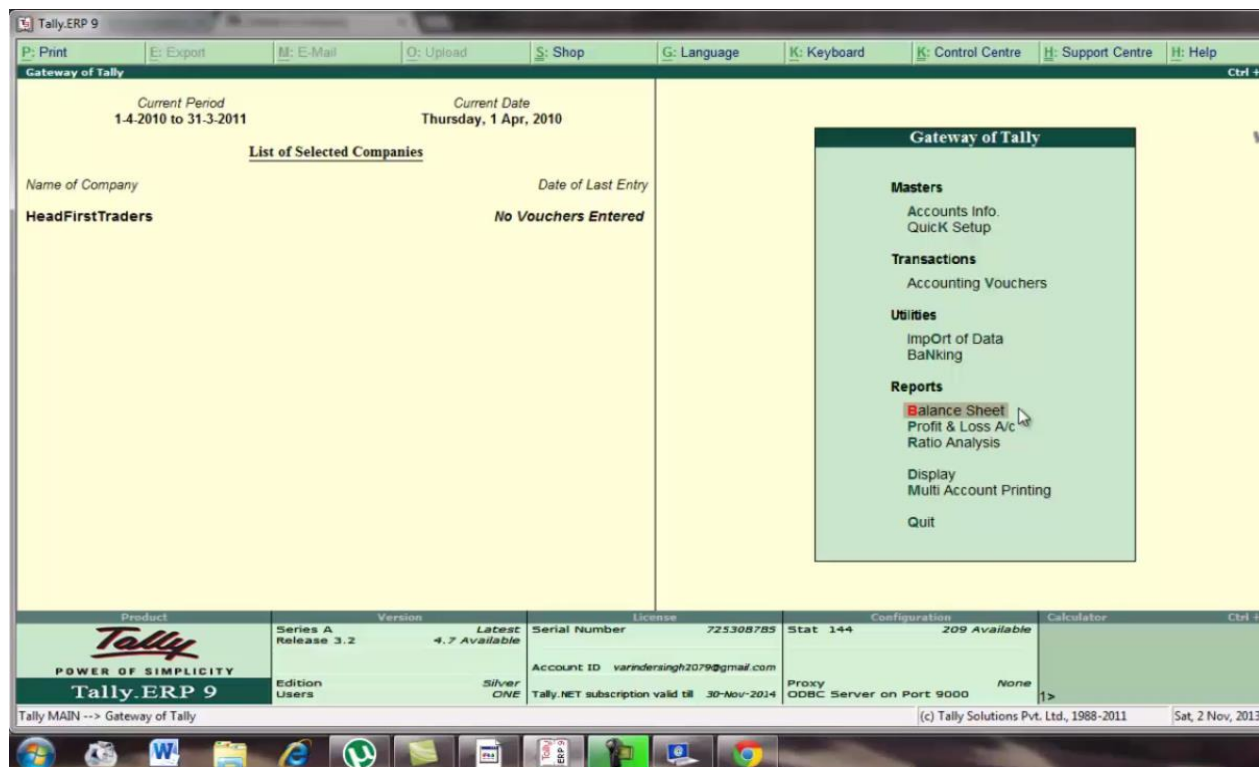 Tally.ERP 9
P: Print E: Export M: E-Mail O: Upload S: Shop G: Language K: Keyboard K: Control Centre H: Support Centre H: Help
Gateway of Tally Ctrl +
Current Period Current Date
1-4-2010 to 31-3-2011 Thursday, 1 Apr, 2010
List of Selected Companies
Name of Company Date of Last Entry
HeadFirstTraders No Vouchers Entered
Gateway of Tally
Masters
Accounts Info.
QuicK Setup
Transactions
Accounting Vouchers
Utilities
ImpOrt of Data
BaNking
Reports
Balance Sheet
Profit & Loss A/c
Ratio Analysis
Display
Multi Account Printing
Quit
Product Version License Configuration Calculator Ctrl +
Tally
POWER OF SIMPLICITY
Tally.ERP 9
Series A Latest
Release 3.2 4.7 Available
Edition Silver
Users ONE
Serial Number 725308785
Account ID varindersingh2079@gmail.com
Tally.NET subscription valid till 30-Nov-2014
Stat 144 209 Available
Proxy None
ODBC Server on Port 9000
1>
Tally MAIN --> Gateway of Tally (c) Tally Solutions Pvt. Ltd., 1988-2011 Sat, 2 Nov, 2013